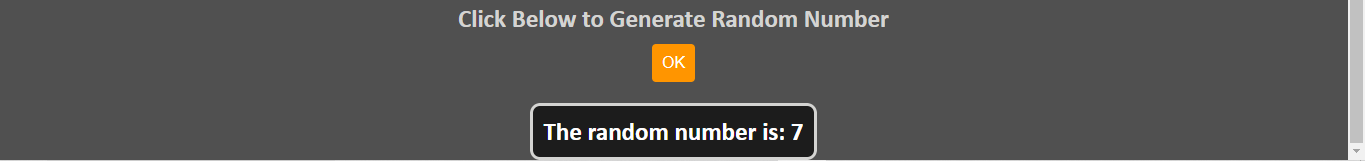 Click Below to Generate Random Number
OK
The random number is: 7